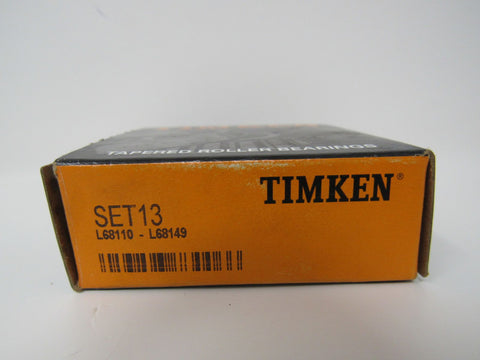 TAPERED ROLLER BEARINGS
TIMKEN®
SET13
L68110 - L68149